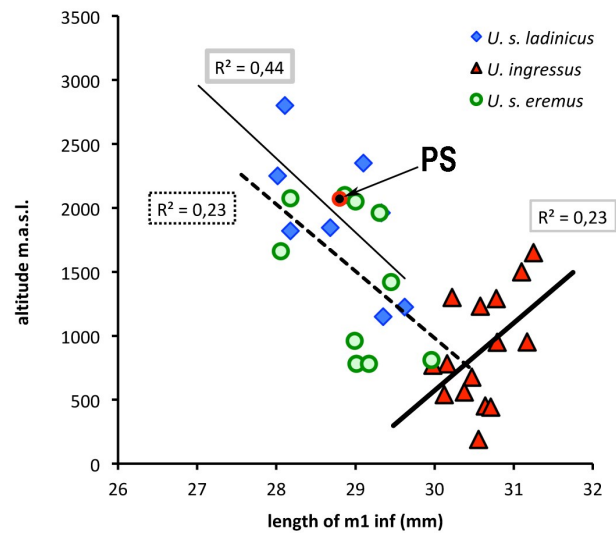 3500
3000
2500
2000
1500
1000
500
0
altitude m.a.s.l.
R² = 0,44
R² = 0,23
PS
R² = 0,23
U. s. ladinicus
U. ingressus
U. s. eremus
26
27
28
29
30
31
32
length of m1 inf (mm)